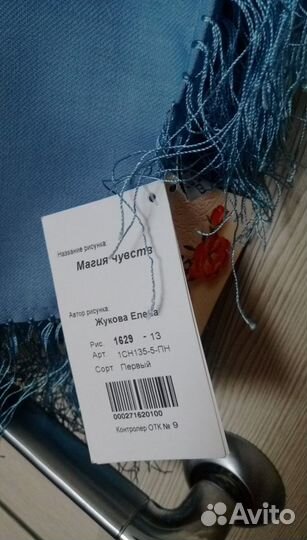 Название рисунка:
Магия чувств
Автор рисунка:
Жукова Елена
Рис. 1629 - 13
Арт. 1СН135-5-ПН
Сорт Первый
000271620100
Контролер ОТК № 9
Avito